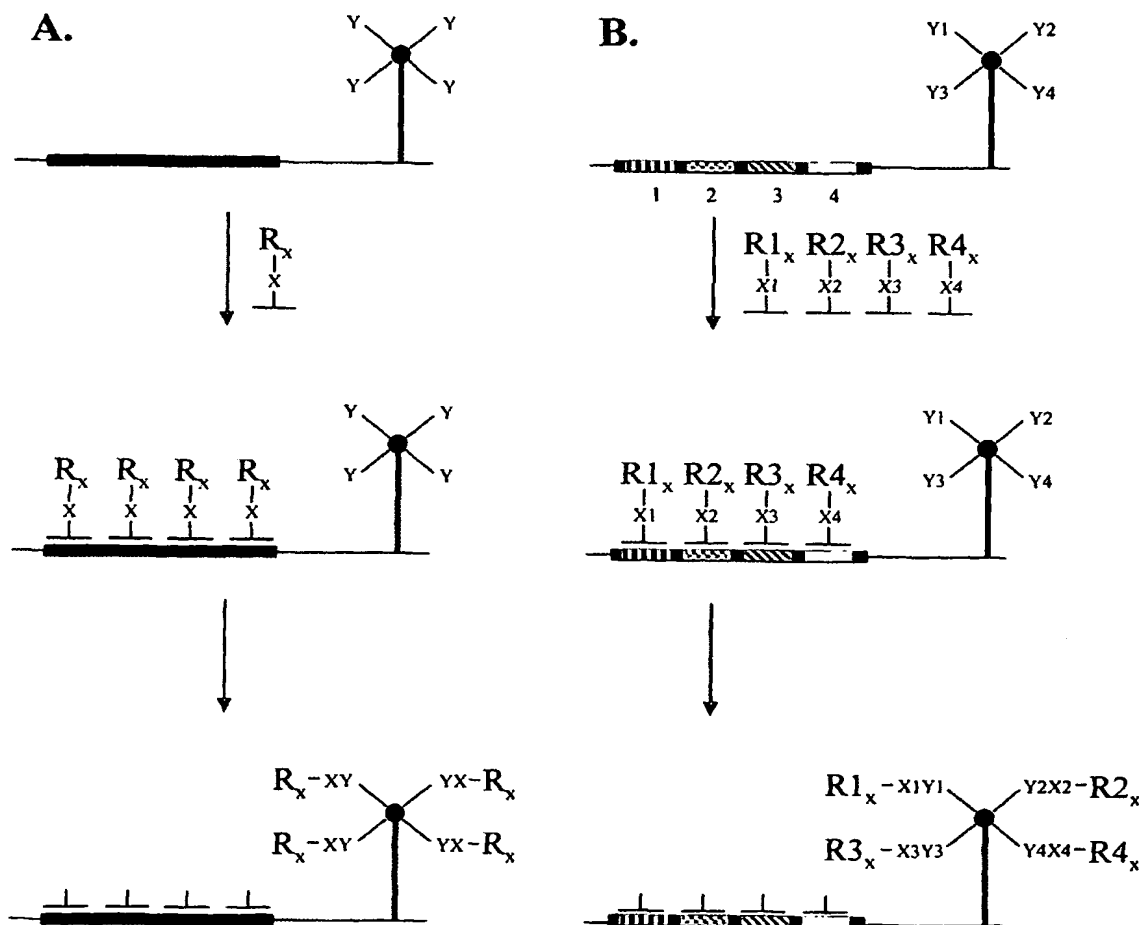 A.
Y Y
Y Y
Rx
X
Y Y
Y Y
Rx Rx Rx Rx
X X X X
Rx-XY YX-Rx
Rx-XY YX-Rx
B.
Y1 Y2
Y3 Y4
1 2 3 4
R1x R2x R3x R4x
X1 X2 X3 X4
Y1 Y2
Y3 Y4
R1x R2x R3x R4x
X1 X2 X3 X4
R1x-X1Y1 Y2X2-R2x
R3x-X3Y3 Y4X4-R4x